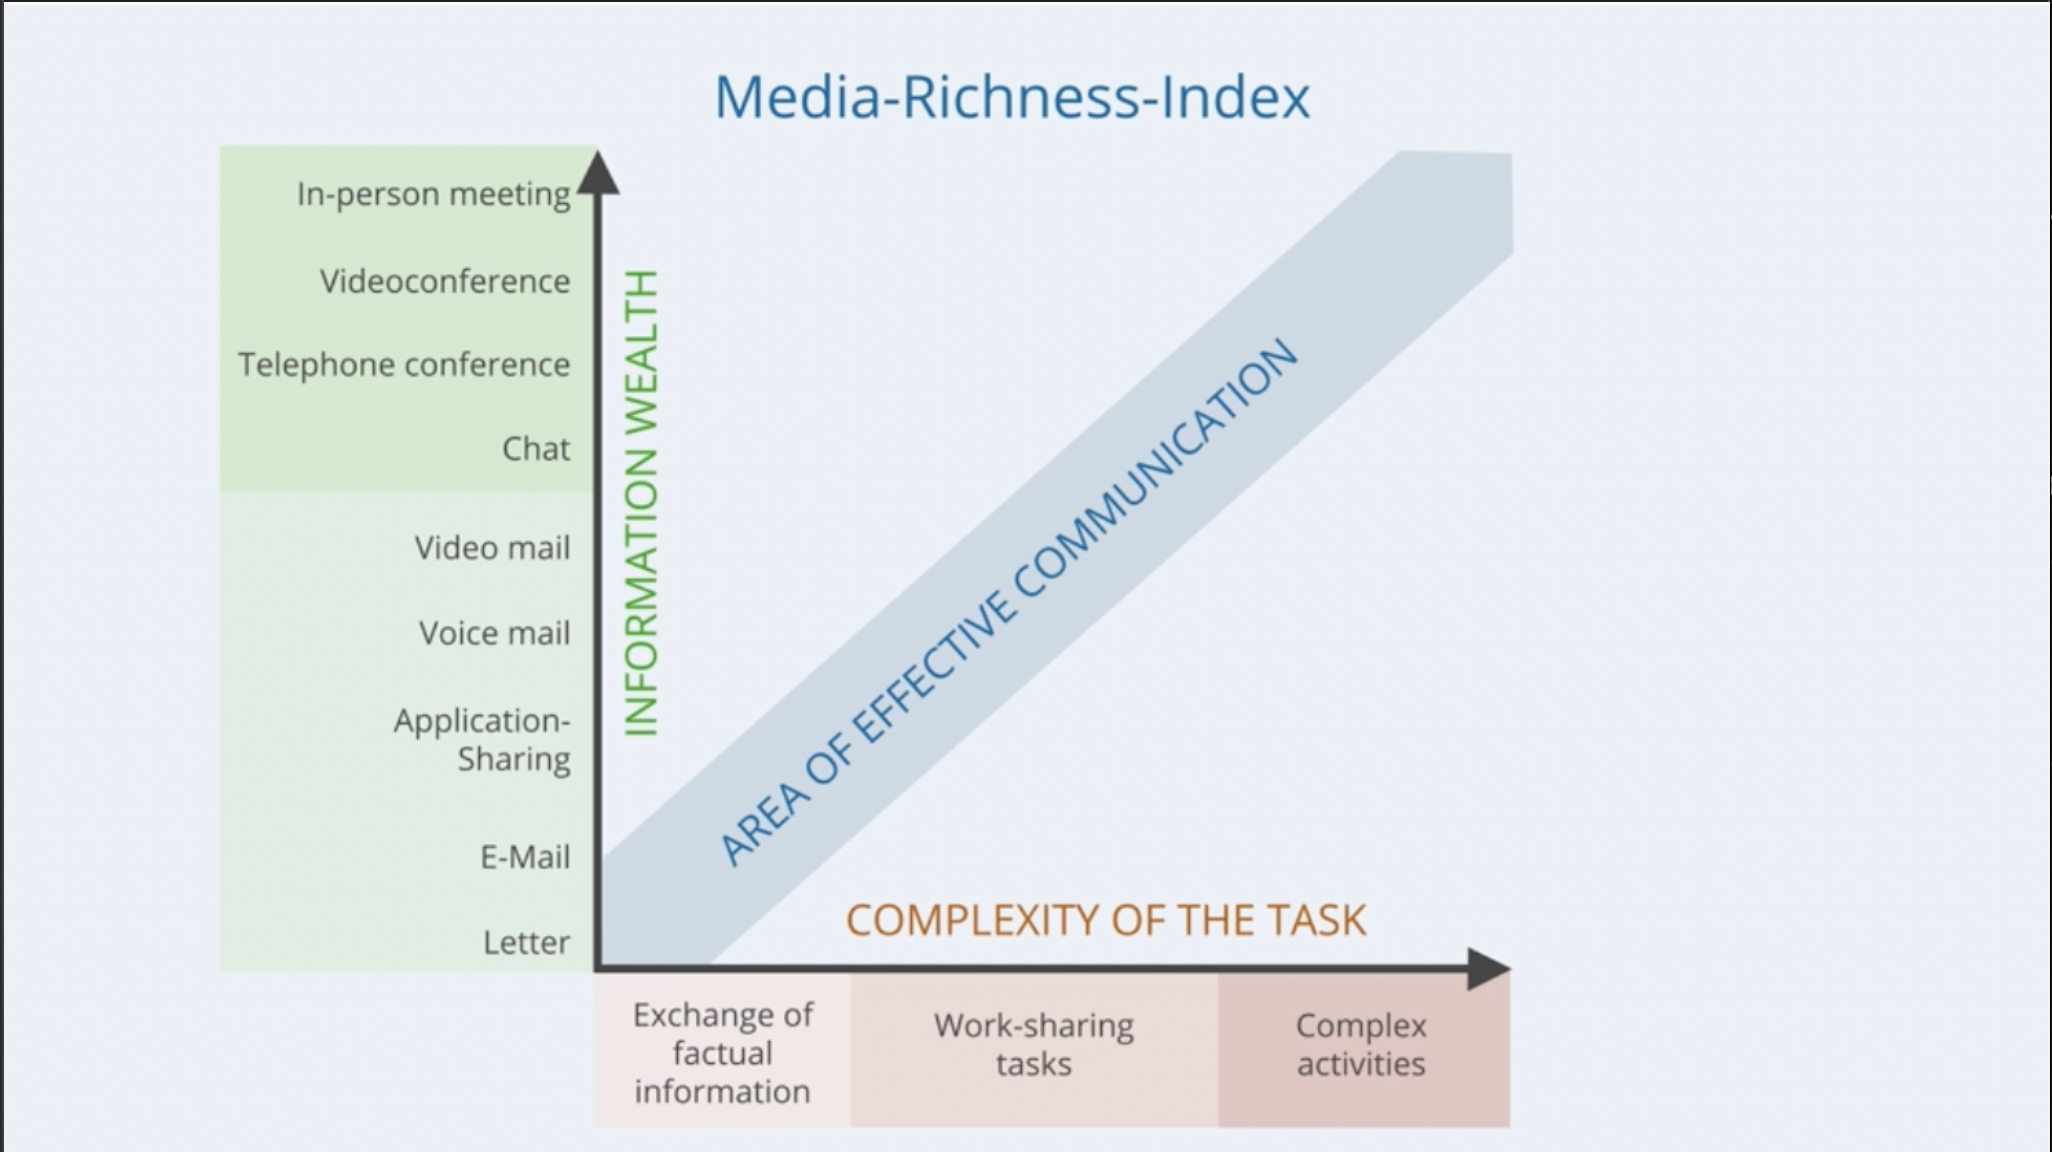 Media-Richness-Index
In-person meeting
Videoconference
Telephone conference
Chat
Video mail
Voice mail
Application-
Sharing
E-Mail
Letter
INFORMATION WEALTH
AREA OF EFFECTIVE COMMUNICATION
COMPLEXITY OF THE TASK
Exchange of
factual
information
Work-sharing
tasks
Complex
activities